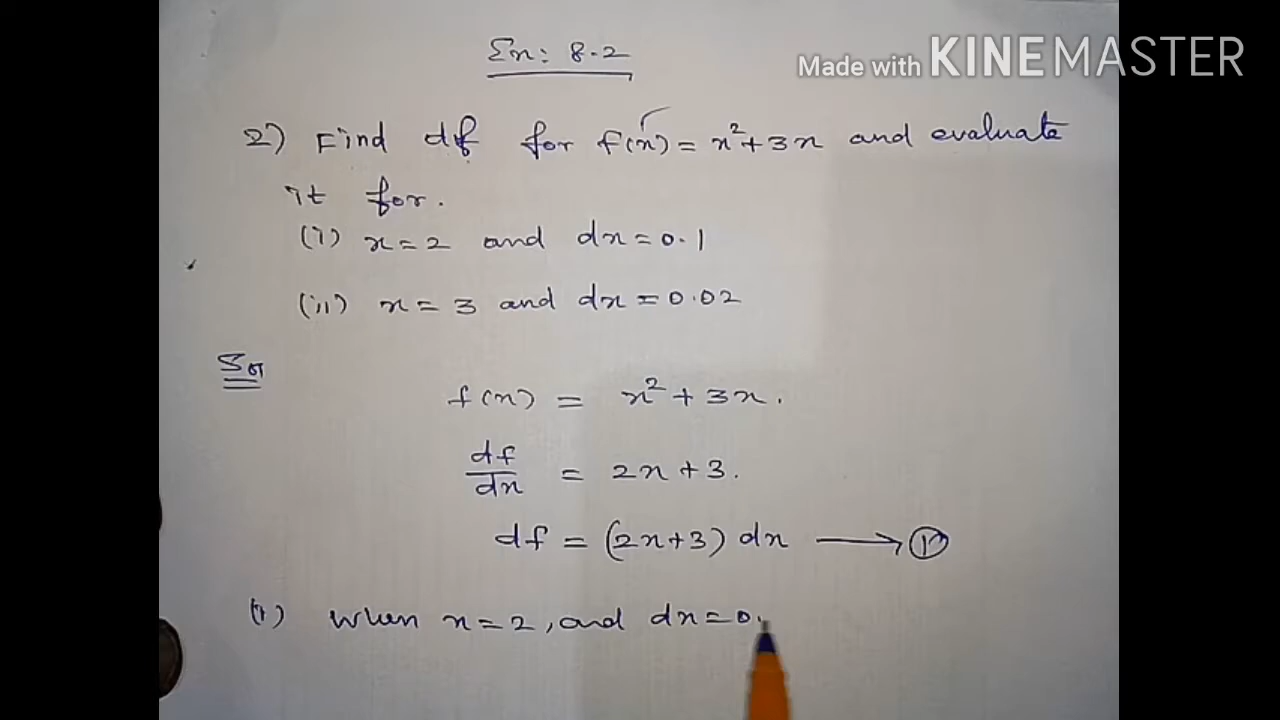 Ex: 8.2
Made with KINEMASTER
2) Find df for f(x) = x² + 3x and evaluate
it for.
(i) x = 2 and dx = 0.1
(ii) x = 3 and dx = 0.02
Sol
f(x) = x² + 3x.
df/dx = 2x + 3.
df = (2x+3) dx → ①
(i) when x = 2, and dx = 0.